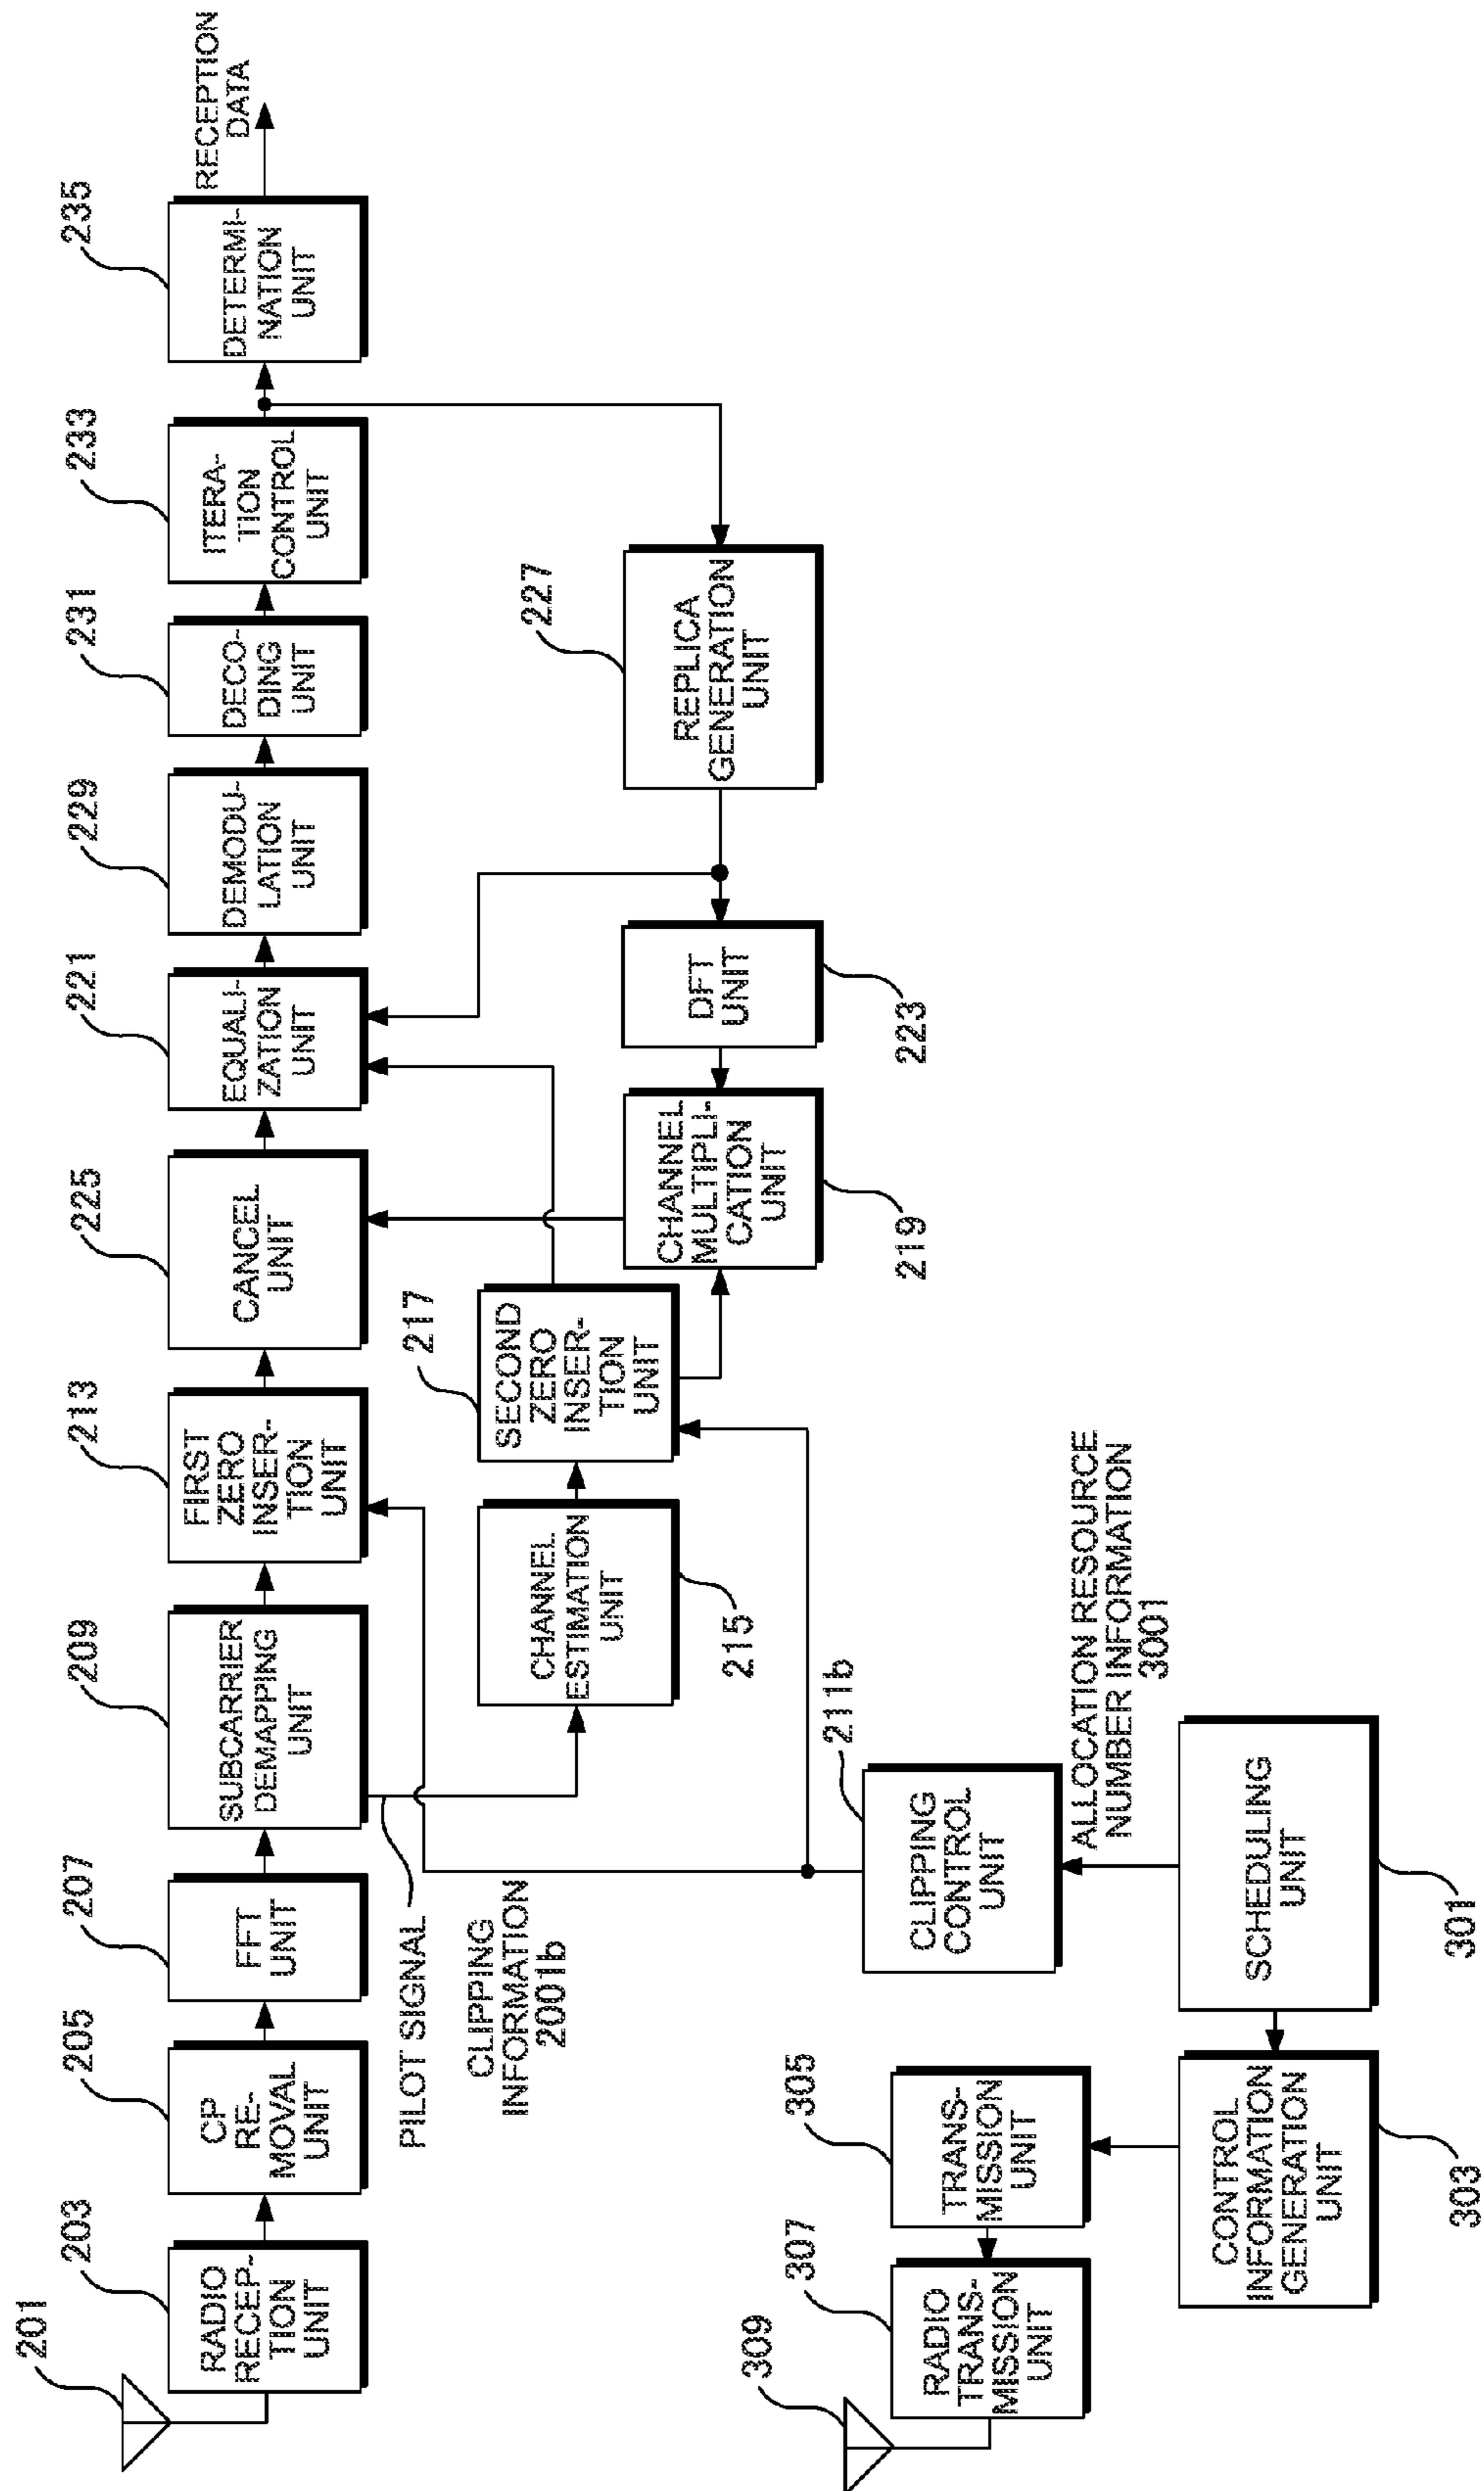 201
203
RADIO
RECEP-
TION
UNIT
205
CP
RE-
MOVAL
UNIT
207
FFT
UNIT
209
SUBCARRIER
DEMAPPING
UNIT
213
FIRST
ZERO
INSER-
TION
UNIT
225
CANCEL
UNIT
221
EQUALI-
ZATION
UNIT
229
DEMODU-
LATION
UNIT
231
DECO-
DING
UNIT
233
ITERA-
TION
CONTROL
UNIT
235
DETERMI-
NATION
UNIT
RECEPTION
DATA
PILOT SIGNAL
CLIPPING
INFORMATION
2001b
CHANNEL
ESTIMATION
UNIT
215
217
SECOND
ZERO
INSER-
TION
UNIT
CHANNEL
MULTIPLI-
CATION
UNIT
219
DFT
UNIT
223
227
REPLICA
GENERATION
UNIT
309
307
RADIO
TRANS-
MISSION
UNIT
305
TRANS-
MISSION
UNIT
211b
CLIPPING
CONTROL
UNIT
ALLOCATION RESOURCE
NUMBER INFORMATION
3001
CONTROL
INFORMATION
GENERATION
UNIT
303
SCHEDULING
UNIT
301